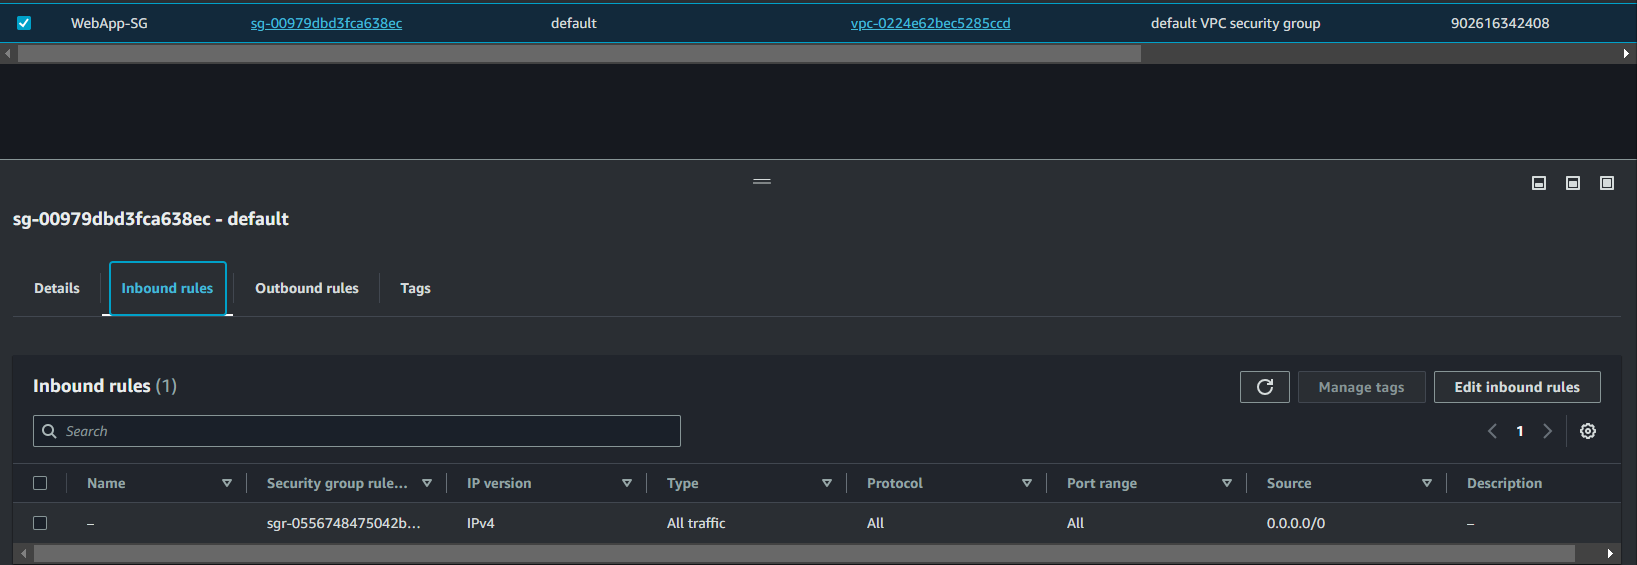 WebApp-SG sg-00979dbd3fca638ec default vpc-0224e62bec5285ccd default VPC security group 902616342408
sg-00979dbd3fca638ec - default
Details Inbound rules Outbound rules Tags
Inbound rules (1) Manage tags Edit inbound rules
Search 1
Name Security group rule... IP version Type Protocol Port range Source Description
– sgr-0556748475042b... IPv4 All traffic All All 0.0.0.0/0 –